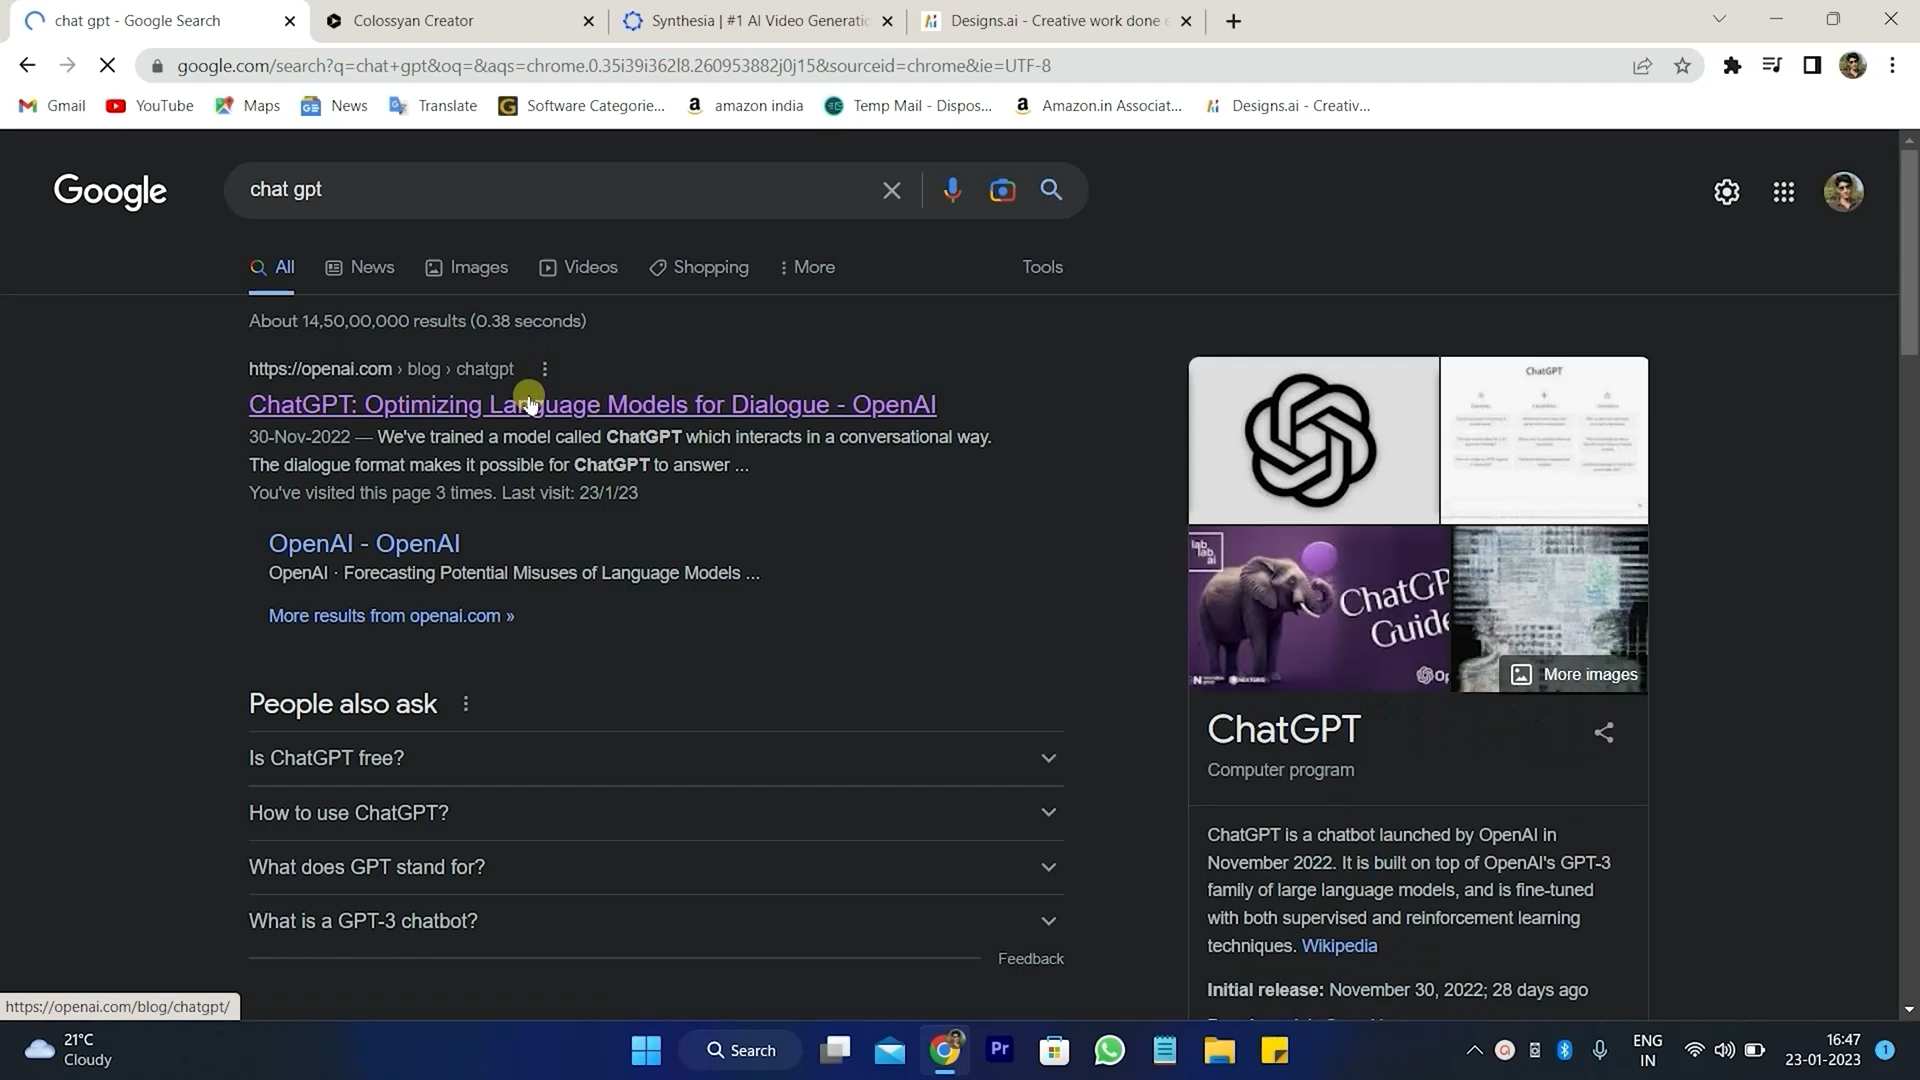 chat gpt - Google Search
Colossyan Creator
Synthesia | #1 AI Video Generatio
Designs.ai - Creative work done e
google.com/search?q=chat+gpt&oq=&aqs=chrome.0.35i39i362l8.260953882j0j15&sourceid=chrome&ie=UTF-8
Gmail
YouTube
Maps
News
Translate
Software Categorie...
amazon india
Temp Mail - Dispos...
Amazon.in Associat...
Designs.ai - Creativ...
Google
chat gpt
All
News
Images
Videos
Shopping
More
Tools
About 14,50,00,000 results (0.38 seconds)
https://openai.com › blog › chatgpt
ChatGPT: Optimizing Language Models for Dialogue - OpenAI
30-Nov-2022 — We've trained a model called ChatGPT which interacts in a conversational way.
The dialogue format makes it possible for ChatGPT to answer ...
You've visited this page 3 times. Last visit: 23/1/23
OpenAI - OpenAI
OpenAI · Forecasting Potential Misuses of Language Models ...
More results from openai.com »
People also ask
Is ChatGPT free?
How to use ChatGPT?
What does GPT stand for?
What is a GPT-3 chatbot?
Feedback
ChatGPT
lab
lab
.ai
ChatGP
Guide
More images
ChatGPT
Computer program
ChatGPT is a chatbot launched by OpenAI in
November 2022. It is built on top of OpenAI's GPT-3
family of large language models, and is fine-tuned
with both supervised and reinforcement learning
techniques. Wikipedia
Initial release: November 30, 2022; 28 days ago
https://openai.com/blog/chatgpt/
21°C
Cloudy
Search
Pr
ENG
IN
16:47
23-01-2023
1